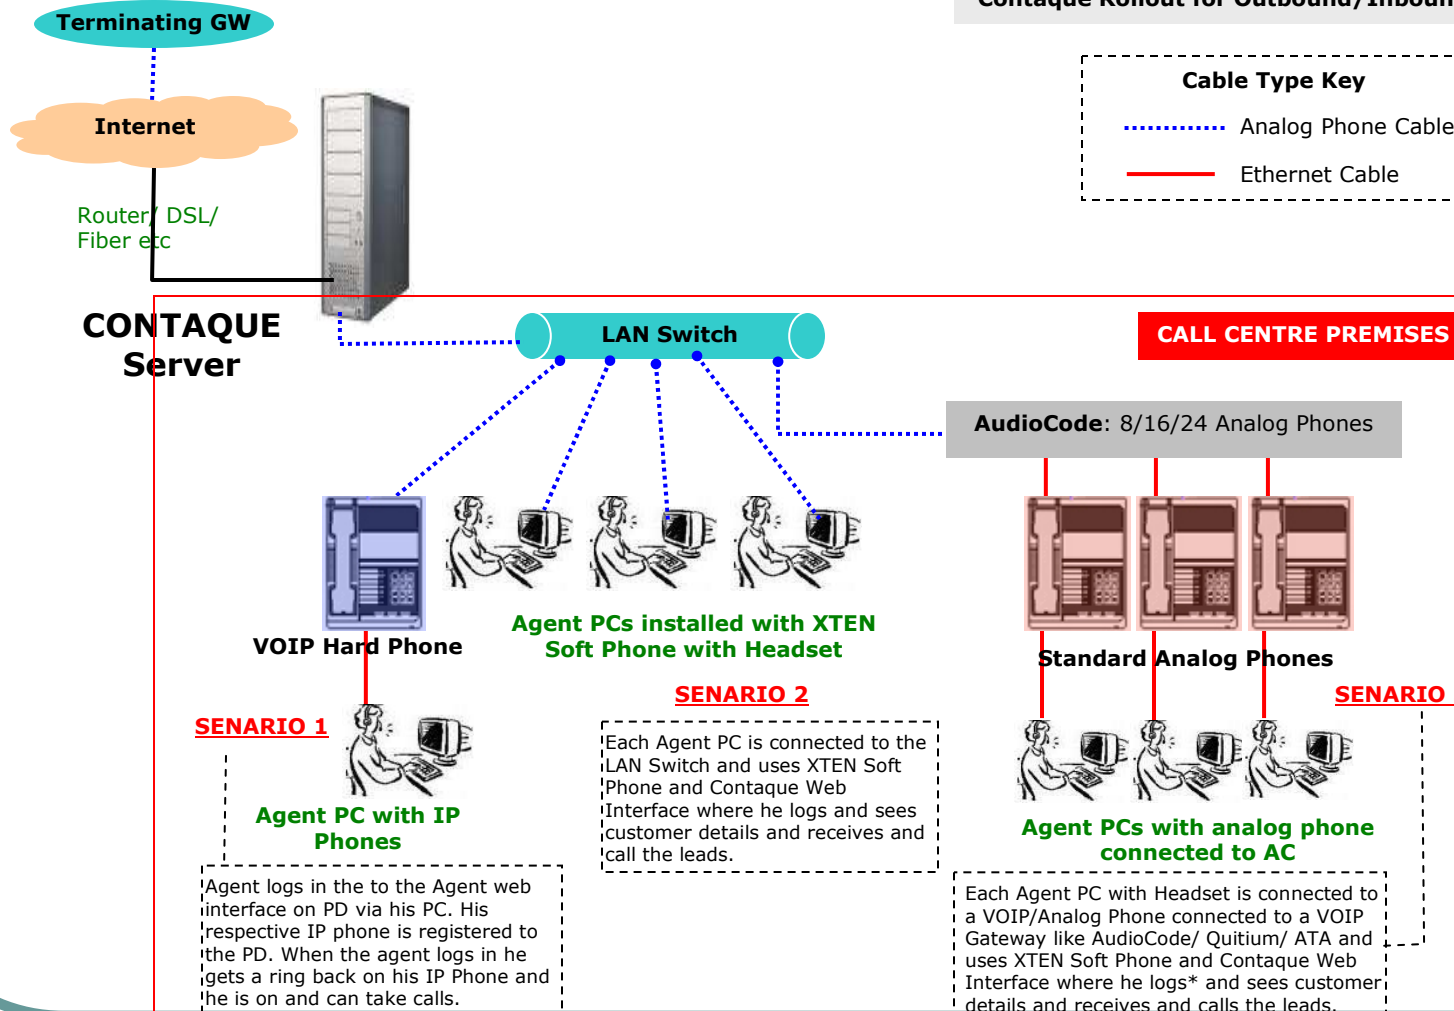 Contaque Rollout for Outbound/Inboun
Terminating GW
Internet
Cable Type Key
Analog Phone Cable
Ethernet Cable
Router/ DSL/
Fiber etc
CONTAQUE
Server
LAN Switch
CALL CENTRE PREMISES
AudioCode: 8/16/24 Analog Phones
VOIP Hard Phone
Agent PCs installed with XTEN
Soft Phone with Headset
Standard Analog Phones
SENARIO 1
SENARIO 2
SENARIO
Agent PC with IP
Phones
Agent logs in the to the Agent web
interface on PD via his PC. His
respective IP phone is registered to
the PD. When the agent logs in he
gets a ring back on his IP Phone and
he is on and can take calls.
Each Agent PC is connected to the
LAN Switch and uses XTEN Soft
Phone and Contaque Web
Interface where he logs and sees
customer details and receives and
call the leads.
Agent PCs with analog phone
connected to AC
Each Agent PC with Headset is connected to
a VOIP/Analog Phone connected to a VOIP
Gateway like AudioCode/ Quitium/ ATA and
uses XTEN Soft Phone and Contaque Web
Interface where he logs* and sees customer
details and receives and calls the leads.